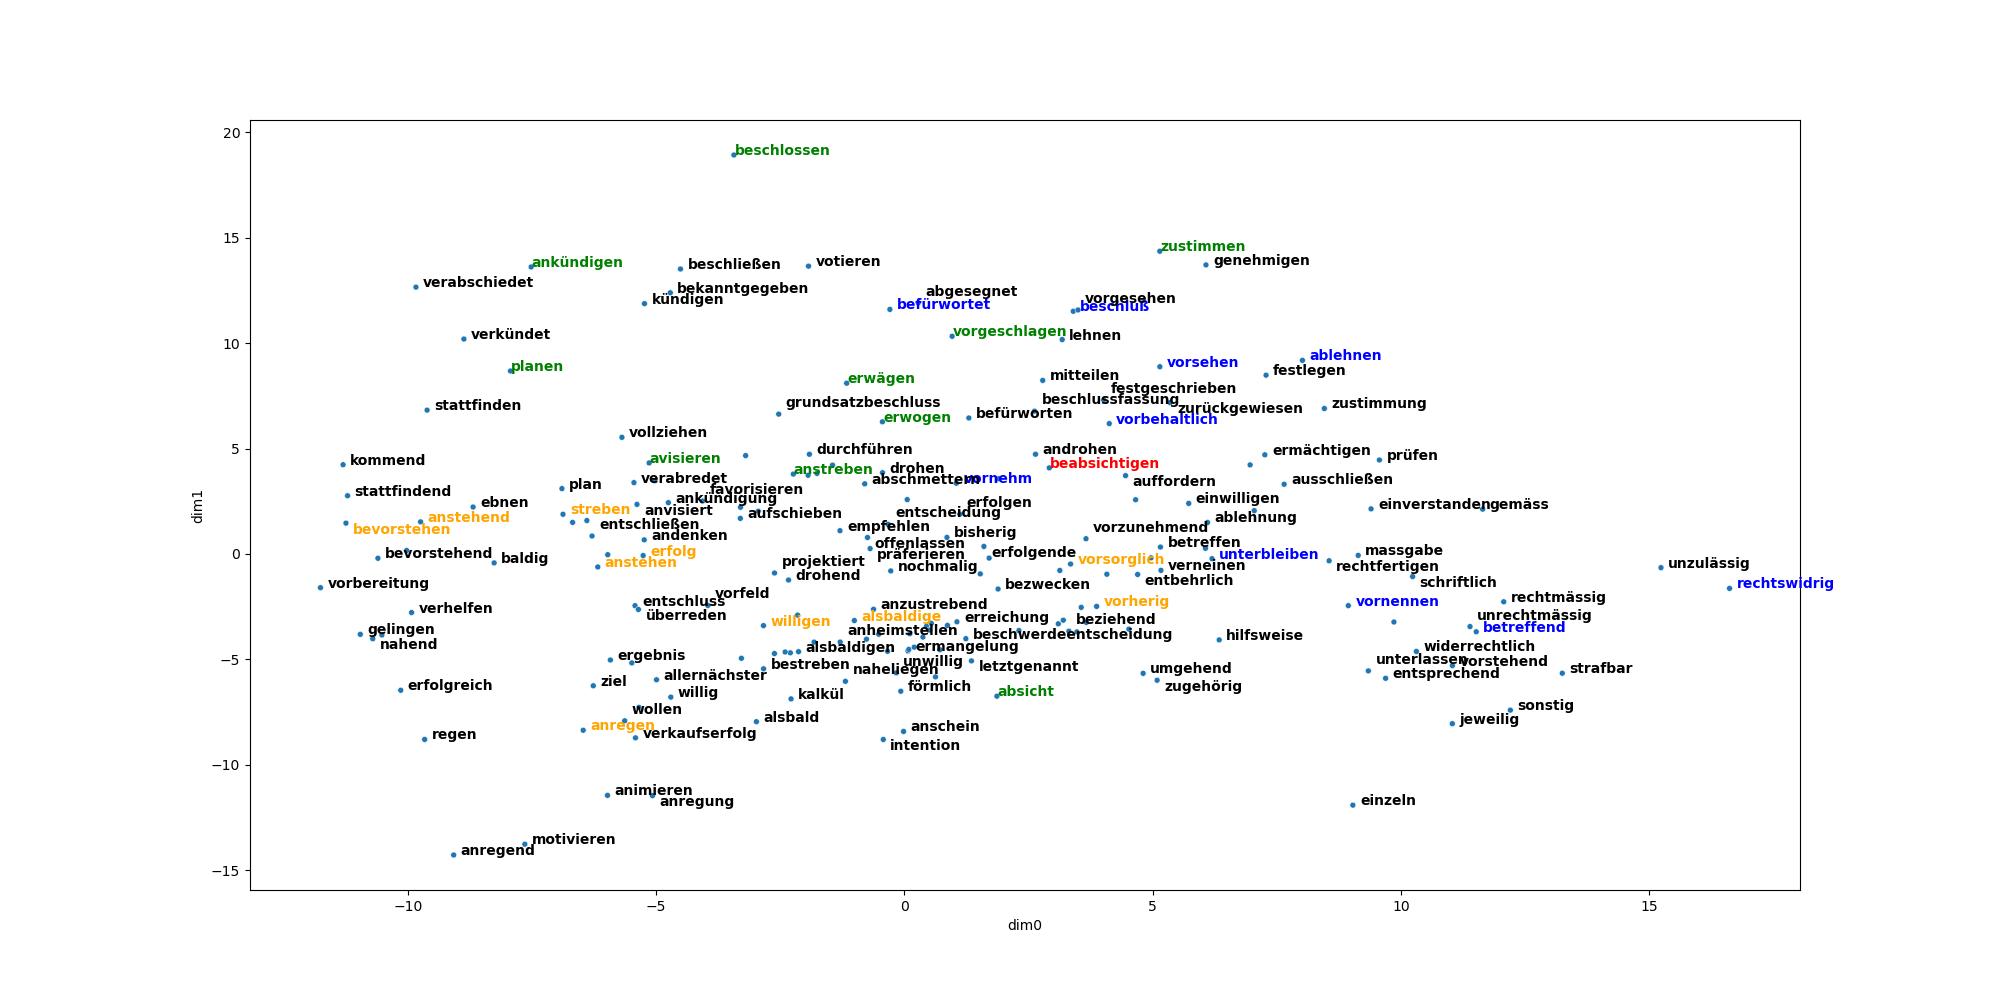 20
beschlossen
15
zustimmen
genehmigen
ankündigen
beschließen
votieren
verabschiedet
bekanntgegeben
kündigen
abgesegnet
befürwortet
vorgesehen
beschluß
verkündet
vorgeschlagen
lehnen
10
planen
erwägen
mitteilen
vorsehen
ablehnen
festlegen
stattfinden
grundsatzbeschluss
erwogen
befürworten
festgeschrieben
beschlussfassung
zurückgewiesen
zustimmung
vorbehaltlich
vollziehen
5
kommend
avisieren
durchführen
androhen
beabsichtigen
ermächtigen
prüfen
stattfindend
plan
verabredet
anstreben
drohen
abschmettern
vornehm
auffordern
ausschließen
ebnen
favorisieren
ankündigung
anvisiert
aufschieben
erfolgen
entscheidung
einwilligen
einverstanden
gemäss
dim1
streben
anstehend
bevorstehen
entschließen
andenken
empfehlen
bisherig
vorzunehmend
ablehnung
0
bevorstehend
baldig
erfolg
anstehen
offenlassen
präferieren
nochmalig
erfolgende
vorsorglich
betreffen
unterbleiben
verneinen
massgabe
rechtfertigen
unzulässig
vorbereitung
projektiert
drohend
bezwecken
entbehrlich
schriftlich
rechtswidrig
verhelfen
entschluss
überreden
vorfeld
anzustrebend
vorherig
vornennen
rechtmässig
gelingen
nahend
willigen
alsbaldige
anheimstellen
erreichung
beziehend
beschwerdeentscheidung
hilfsweise
unrechtmässig
betreffend
−5
ergebnis
alsbaldigen
ermangelung
unwillig
widerrechtlich
unterlassen
vorstehend
erfolgreich
ziel
allernächster
bestreben
naheliegen
letztgenannt
umgehend
zugehörig
entsprechend
strafbar
willig
kalkül
förmlich
absicht
wollen
alsbald
sonstig
regen
anregen
verkaufserfolg
anschein
intention
jeweilig
−10
animieren
anregung
einzeln
motivieren
anregend
−15
−10
−5
0
5
10
15
dim0